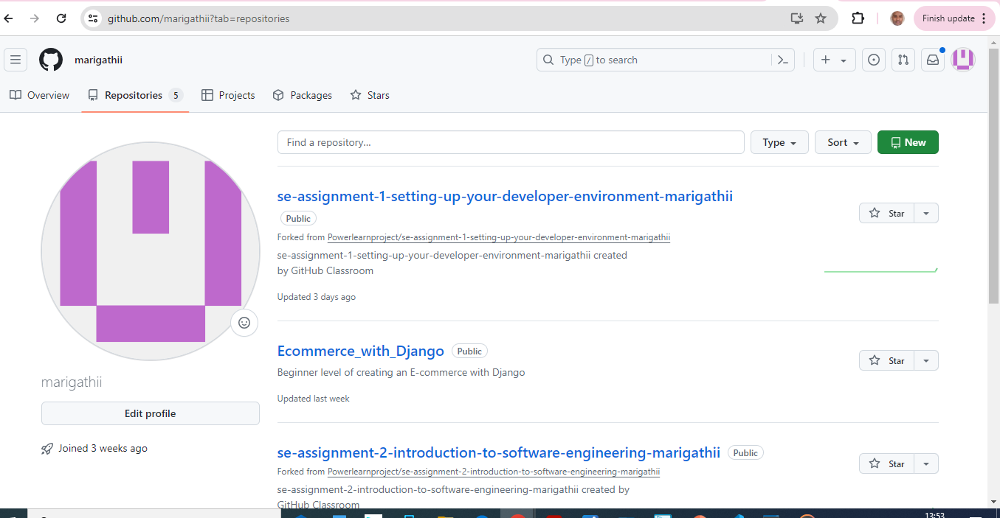 github.com/marigathii?tab=repositories
Finish update
marigathii
Type / to search
Overview
Repositories 5
Projects
Packages
Stars
Find a repository...
Type
Sort
New
se-assignment-1-setting-up-your-developer-environment-marigathii
Public
Star
Forked from Powerlearnproject/se-assignment-1-setting-up-your-developer-environment-marigathii
se-assignment-1-setting-up-your-developer-environment-marigathii created
by GitHub Classroom
Updated 3 days ago
Ecommerce_with_Django Public
Star
Beginner level of creating an E-commerce with Django
Updated last week
marigathii
Edit profile
Joined 3 weeks ago
se-assignment-2-introduction-to-software-engineering-marigathii Public
Star
Forked from Powerlearnproject/se-assignment-2-introduction-to-software-engineering-marigathii
se-assignment-2-introduction-to-software-engineering-marigathii created by
GitHub Classroom
13:53